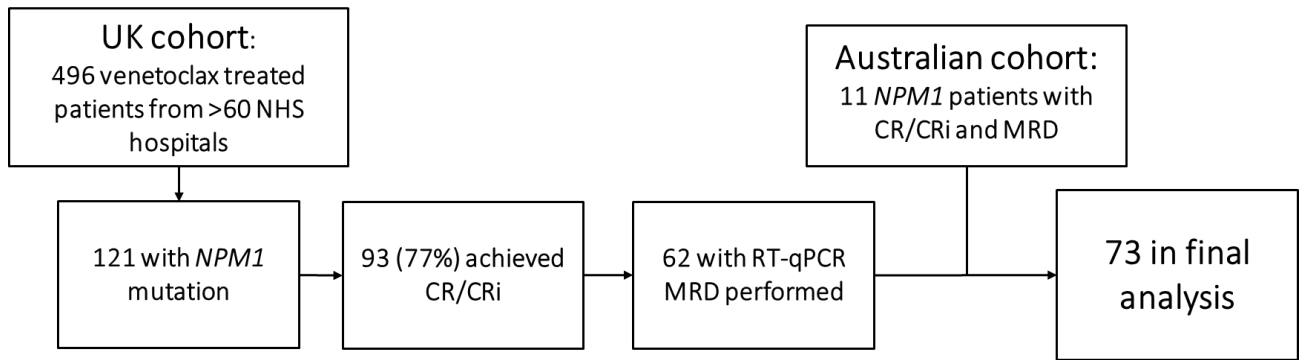 UK cohort:
496 venetoclax treated
patients from >60 NHS
hospitals
Australian cohort:
11 NPM1 patients with
CR/CRi and MRD
121 with NPM1
mutation
93 (77%) achieved
CR/CRi
62 with RT-qPCR
MRD performed
73 in final
analysis